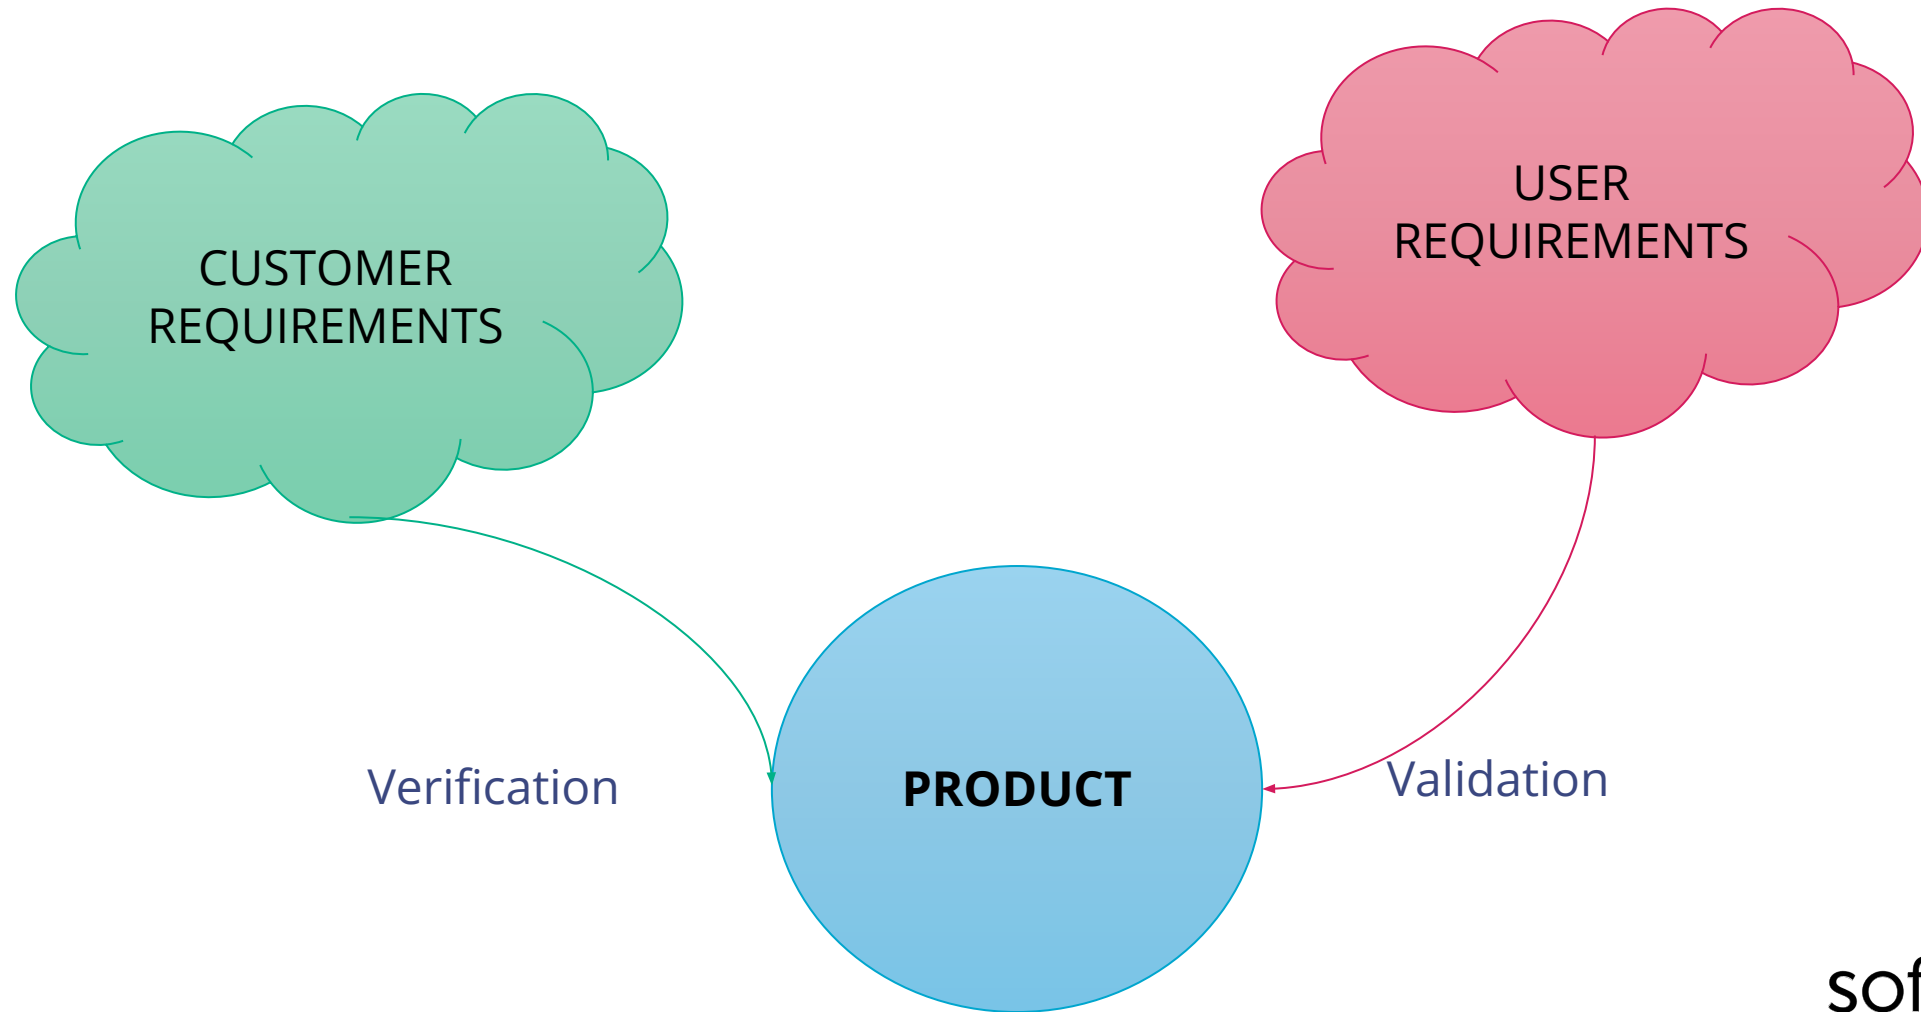 CUSTOMER
REQUIREMENTS
USER
REQUIREMENTS
Verification
PRODUCT
Validation